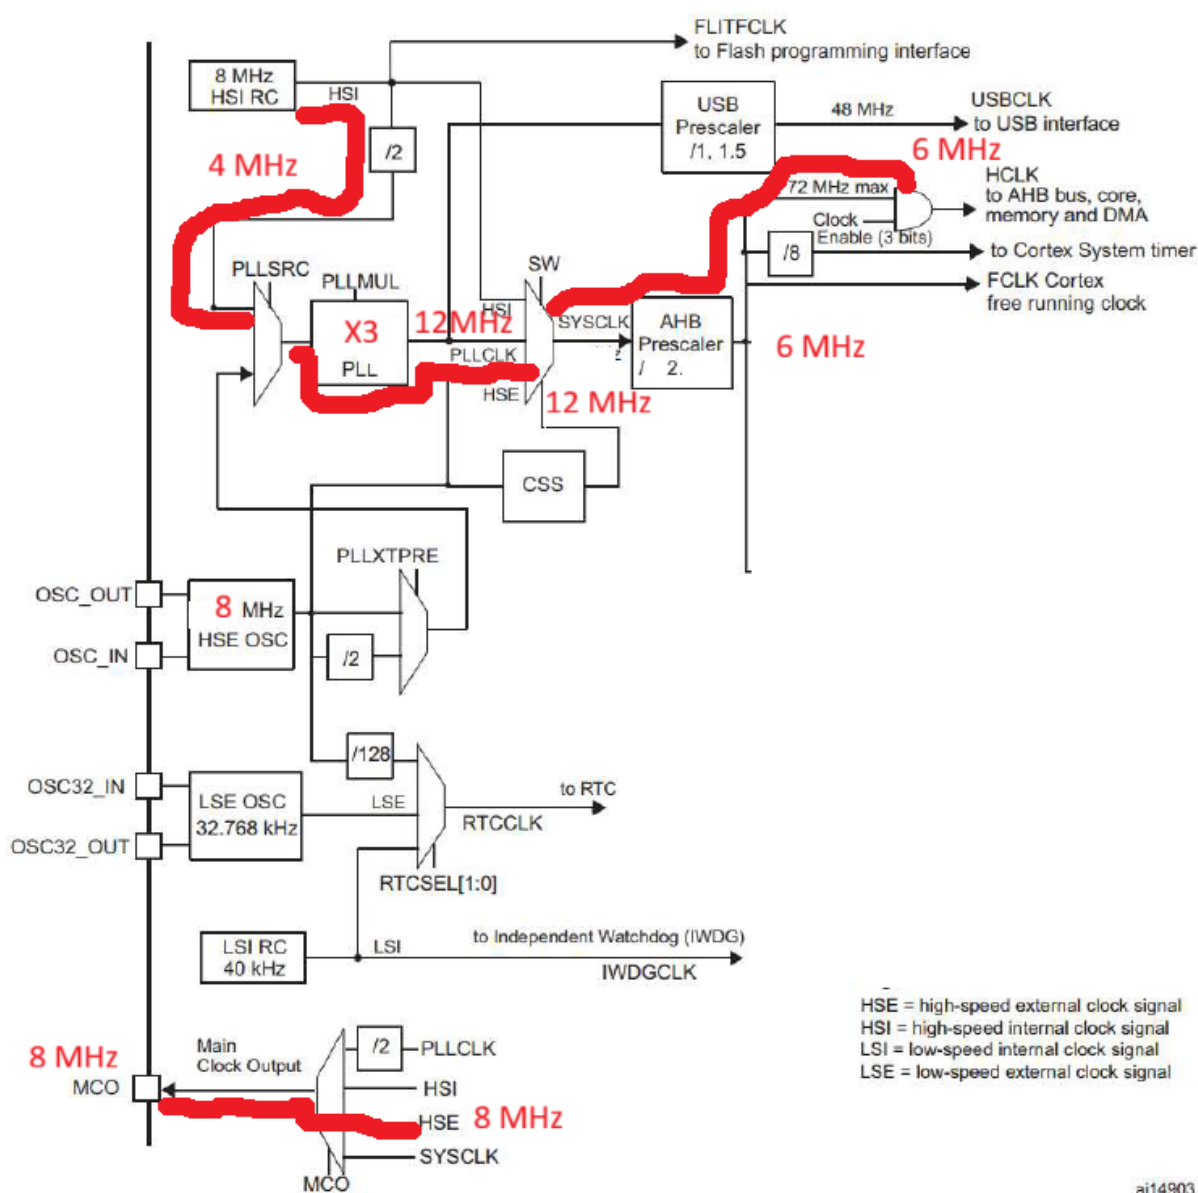 FLITFCLK
to Flash programming interface
8 MHz
HSI RC
HSI
/2
4 MHz
USB
Prescaler
/1, 1.5
48 MHz
USBCLK
to USB interface
6 MHz
HCLK
to AHB bus, core,
memory and DMA
72 MHz max
Clock
Enable (3 bits)
/8
to Cortex System timer
FCLK Cortex
free running clock
PLLSRC
PLLMUL
SW
X3
PLL
12MHz
HSI
PLLCLK
HSE
SYSCLK
AHB
Prescaler
/ 2.
6 MHz
12 MHz
CSS
PLLXTPRE
OSC_OUT
8 MHz
HSE OSC
OSC_IN
/2
/128
OSC32_IN
LSE OSC
32.768 kHz
LSE
OSC32_OUT
to RTC
RTCCLK
RTCSEL[1:0]
LSI RC
40 kHz
LSI
to Independent Watchdog (IWDG)
IWDGCLK
HSE = high-speed external clock signal
HSI = high-speed internal clock signal
LSI = low-speed internal clock signal
LSE = low-speed external clock signal
8 MHz
MCO
Main
Clock Output
/2
PLLCLK
HSI
HSE
8 MHz
SYSCLK
MCO
ai14903